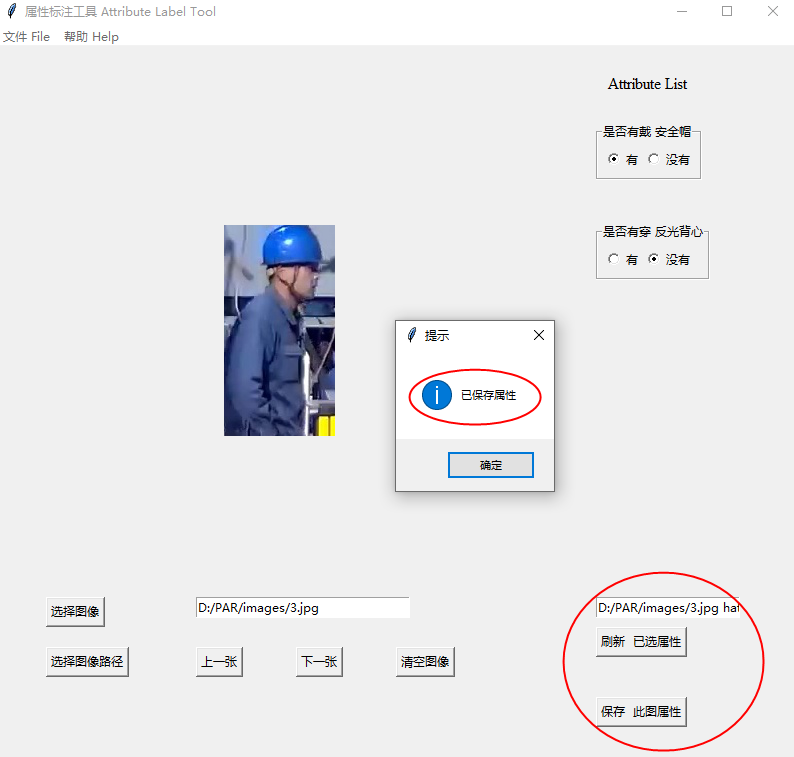 属性标注工具 Attribute Label Tool
文件 File 帮助 Help
Attribute List
是否有戴 安全帽
有 没有
是否有穿 反光背心
有 没有
提示
已保存属性
确定
选择图像
D:/PAR/images/3.jpg
D:/PAR/images/3.jpg hat
刷新 已选属性
选择图像路径
上一张
下一张
清空图像
保存 此图属性